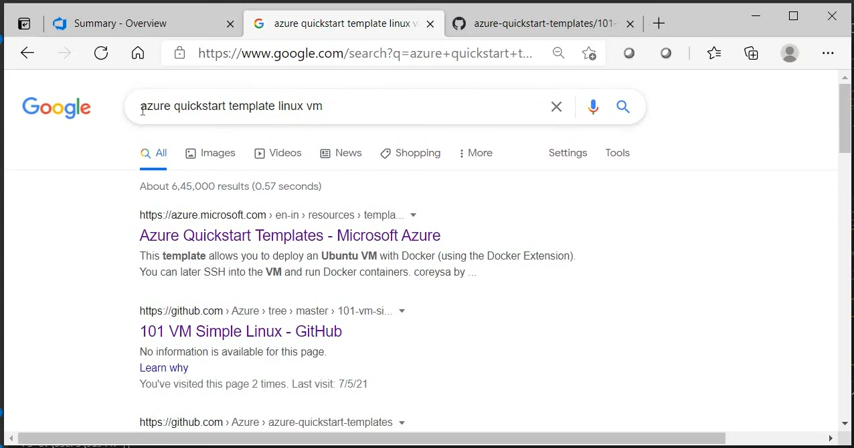 Summary - Overview
azure quickstart template linux v
azure-quickstart-templates/101-
https://www.google.com/search?q=azure+quickstart+t...
Google
azure quickstart template linux vm
All
Images
Videos
News
Shopping
More
Settings
Tools
About 6,45,000 results (0.57 seconds)
https://azure.microsoft.com › en-in › resources › templa...
Azure Quickstart Templates - Microsoft Azure
This template allows you to deploy an Ubuntu VM with Docker (using the Docker Extension).
You can later SSH into the VM and run Docker containers. coreysa by ...
https://github.com › Azure › tree › master › 101-vm-si...
101 VM Simple Linux - GitHub
No information is available for this page.
Learn why
You've visited this page 2 times. Last visit: 7/5/21
https://github.com › Azure › azure-quickstart-templates